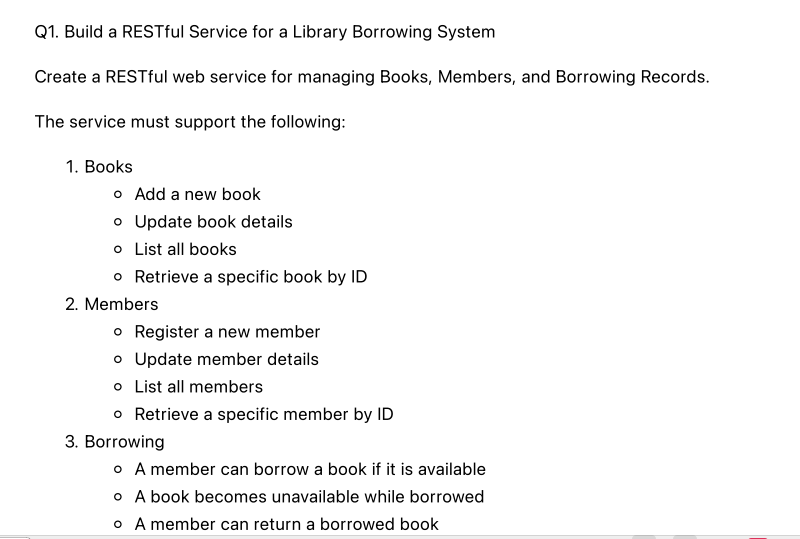 Q1. Build a RESTful Service for a Library Borrowing System
Create a RESTful web service for managing Books, Members, and Borrowing Records.
The service must support the following:
1. Books
○ Add a new book
○ Update book details
○ List all books
○ Retrieve a specific book by ID
2. Members
○ Register a new member
○ Update member details
○ List all members
○ Retrieve a specific member by ID
3. Borrowing
○ A member can borrow a book if it is available
○ A book becomes unavailable while borrowed
○ A member can return a borrowed book